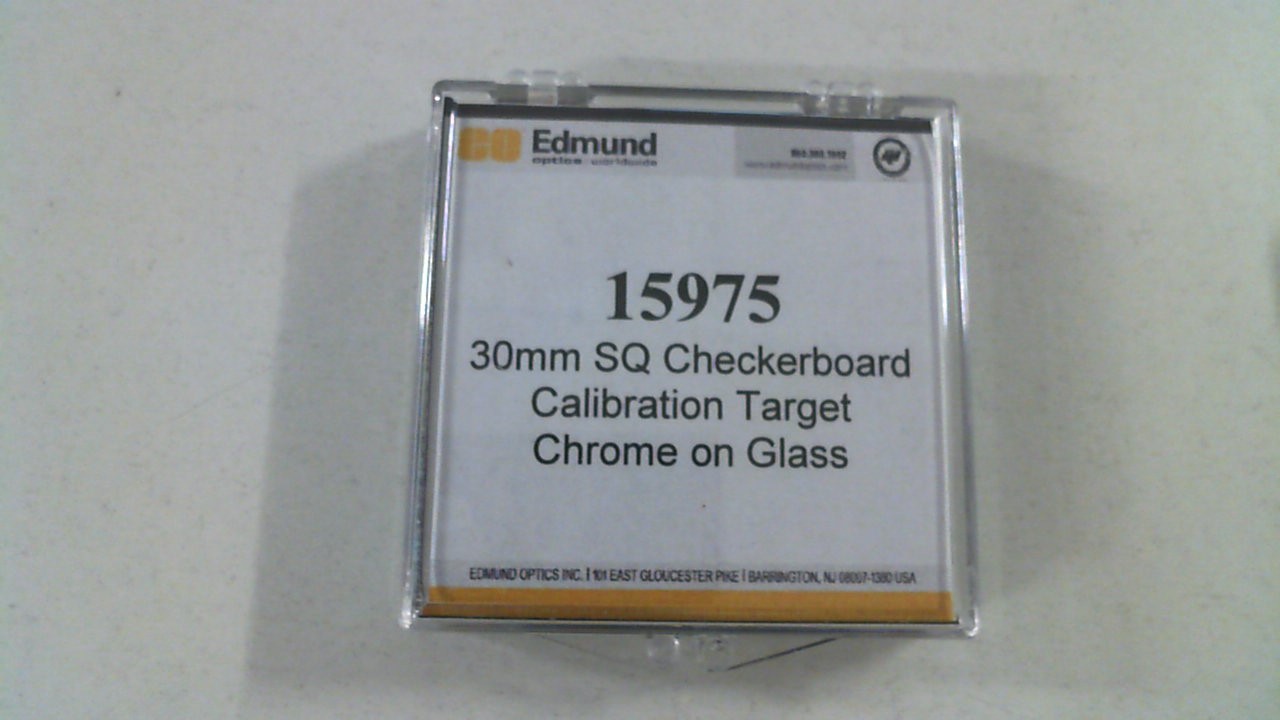 Edmund
optics worldwide
15975
30mm SQ Checkerboard
Calibration Target
Chrome on Glass
EDMUND OPTICS INC. | 101 EAST GLOUCESTER PIKE | BARRINGTON, NJ 08007-1380 USA